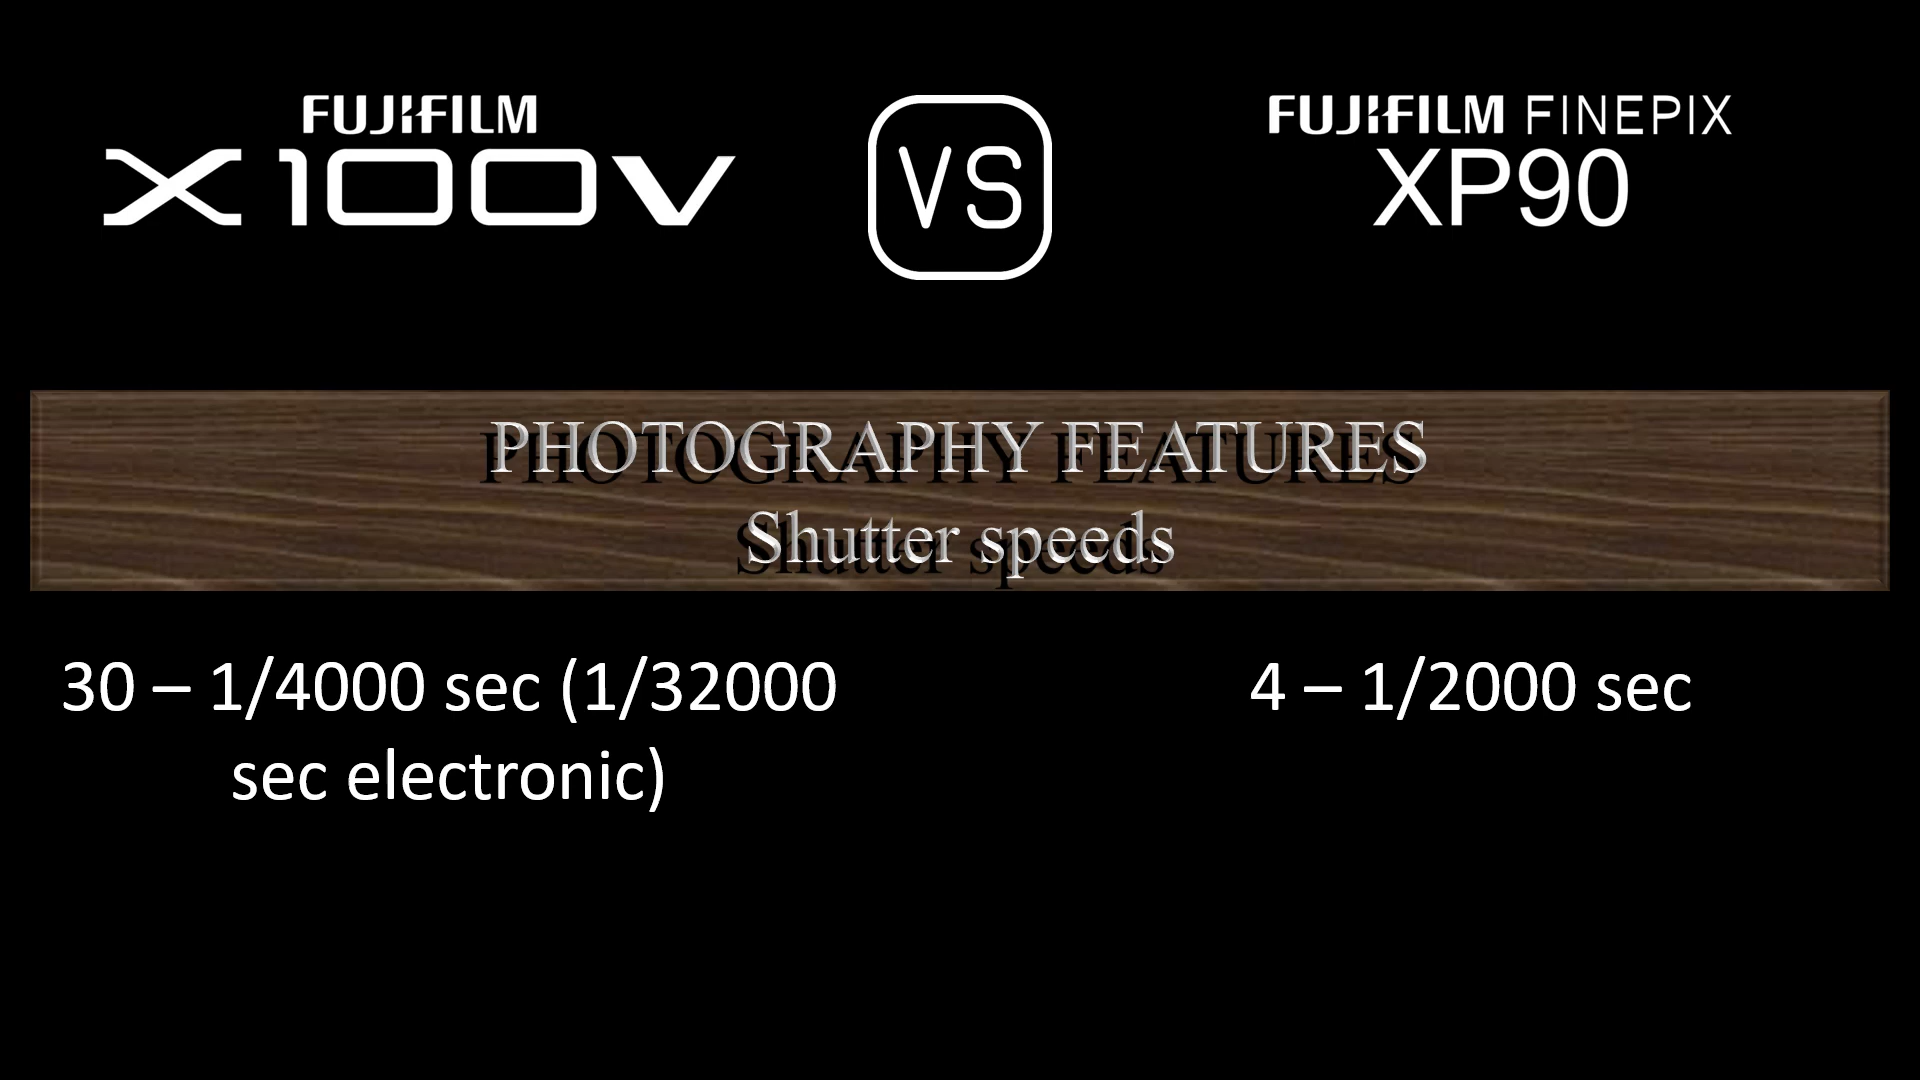 FUJIFILM
X100V
VS
FUJIFILM FINEPIX
XP90
PHOTOGRAPHY FEATURES
Shutter speeds
30 – 1/4000 sec (1/32000
sec electronic)
4 – 1/2000 sec